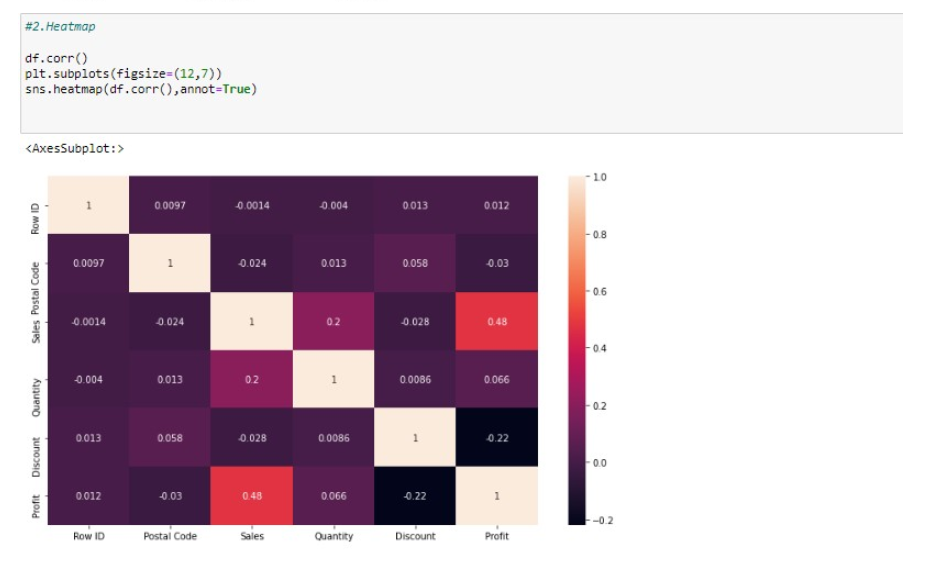 #2.Heatmap
df.corr()
plt.subplots(figsize=(12,7))
sns.heatmap(df.corr(),annot=True)
<AxesSubplot:>
1.0
Row ID 1 0.0097 -0.0014 -0.004 0.013 0.012
0.8
Postal Code 0.0097 1 -0.024 0.013 0.058 -0.03
0.6
Sales -0.0014 -0.024 1 0.2 -0.028 0.48
0.4
Quantity -0.004 0.013 0.2 1 0.0086 0.066
0.2
Discount 0.013 0.058 -0.028 0.0086 1 -0.22
0.0
Profit 0.012 -0.03 0.48 0.066 -0.22 1
-0.2
Row ID Postal Code Sales Quantity Discount Profit